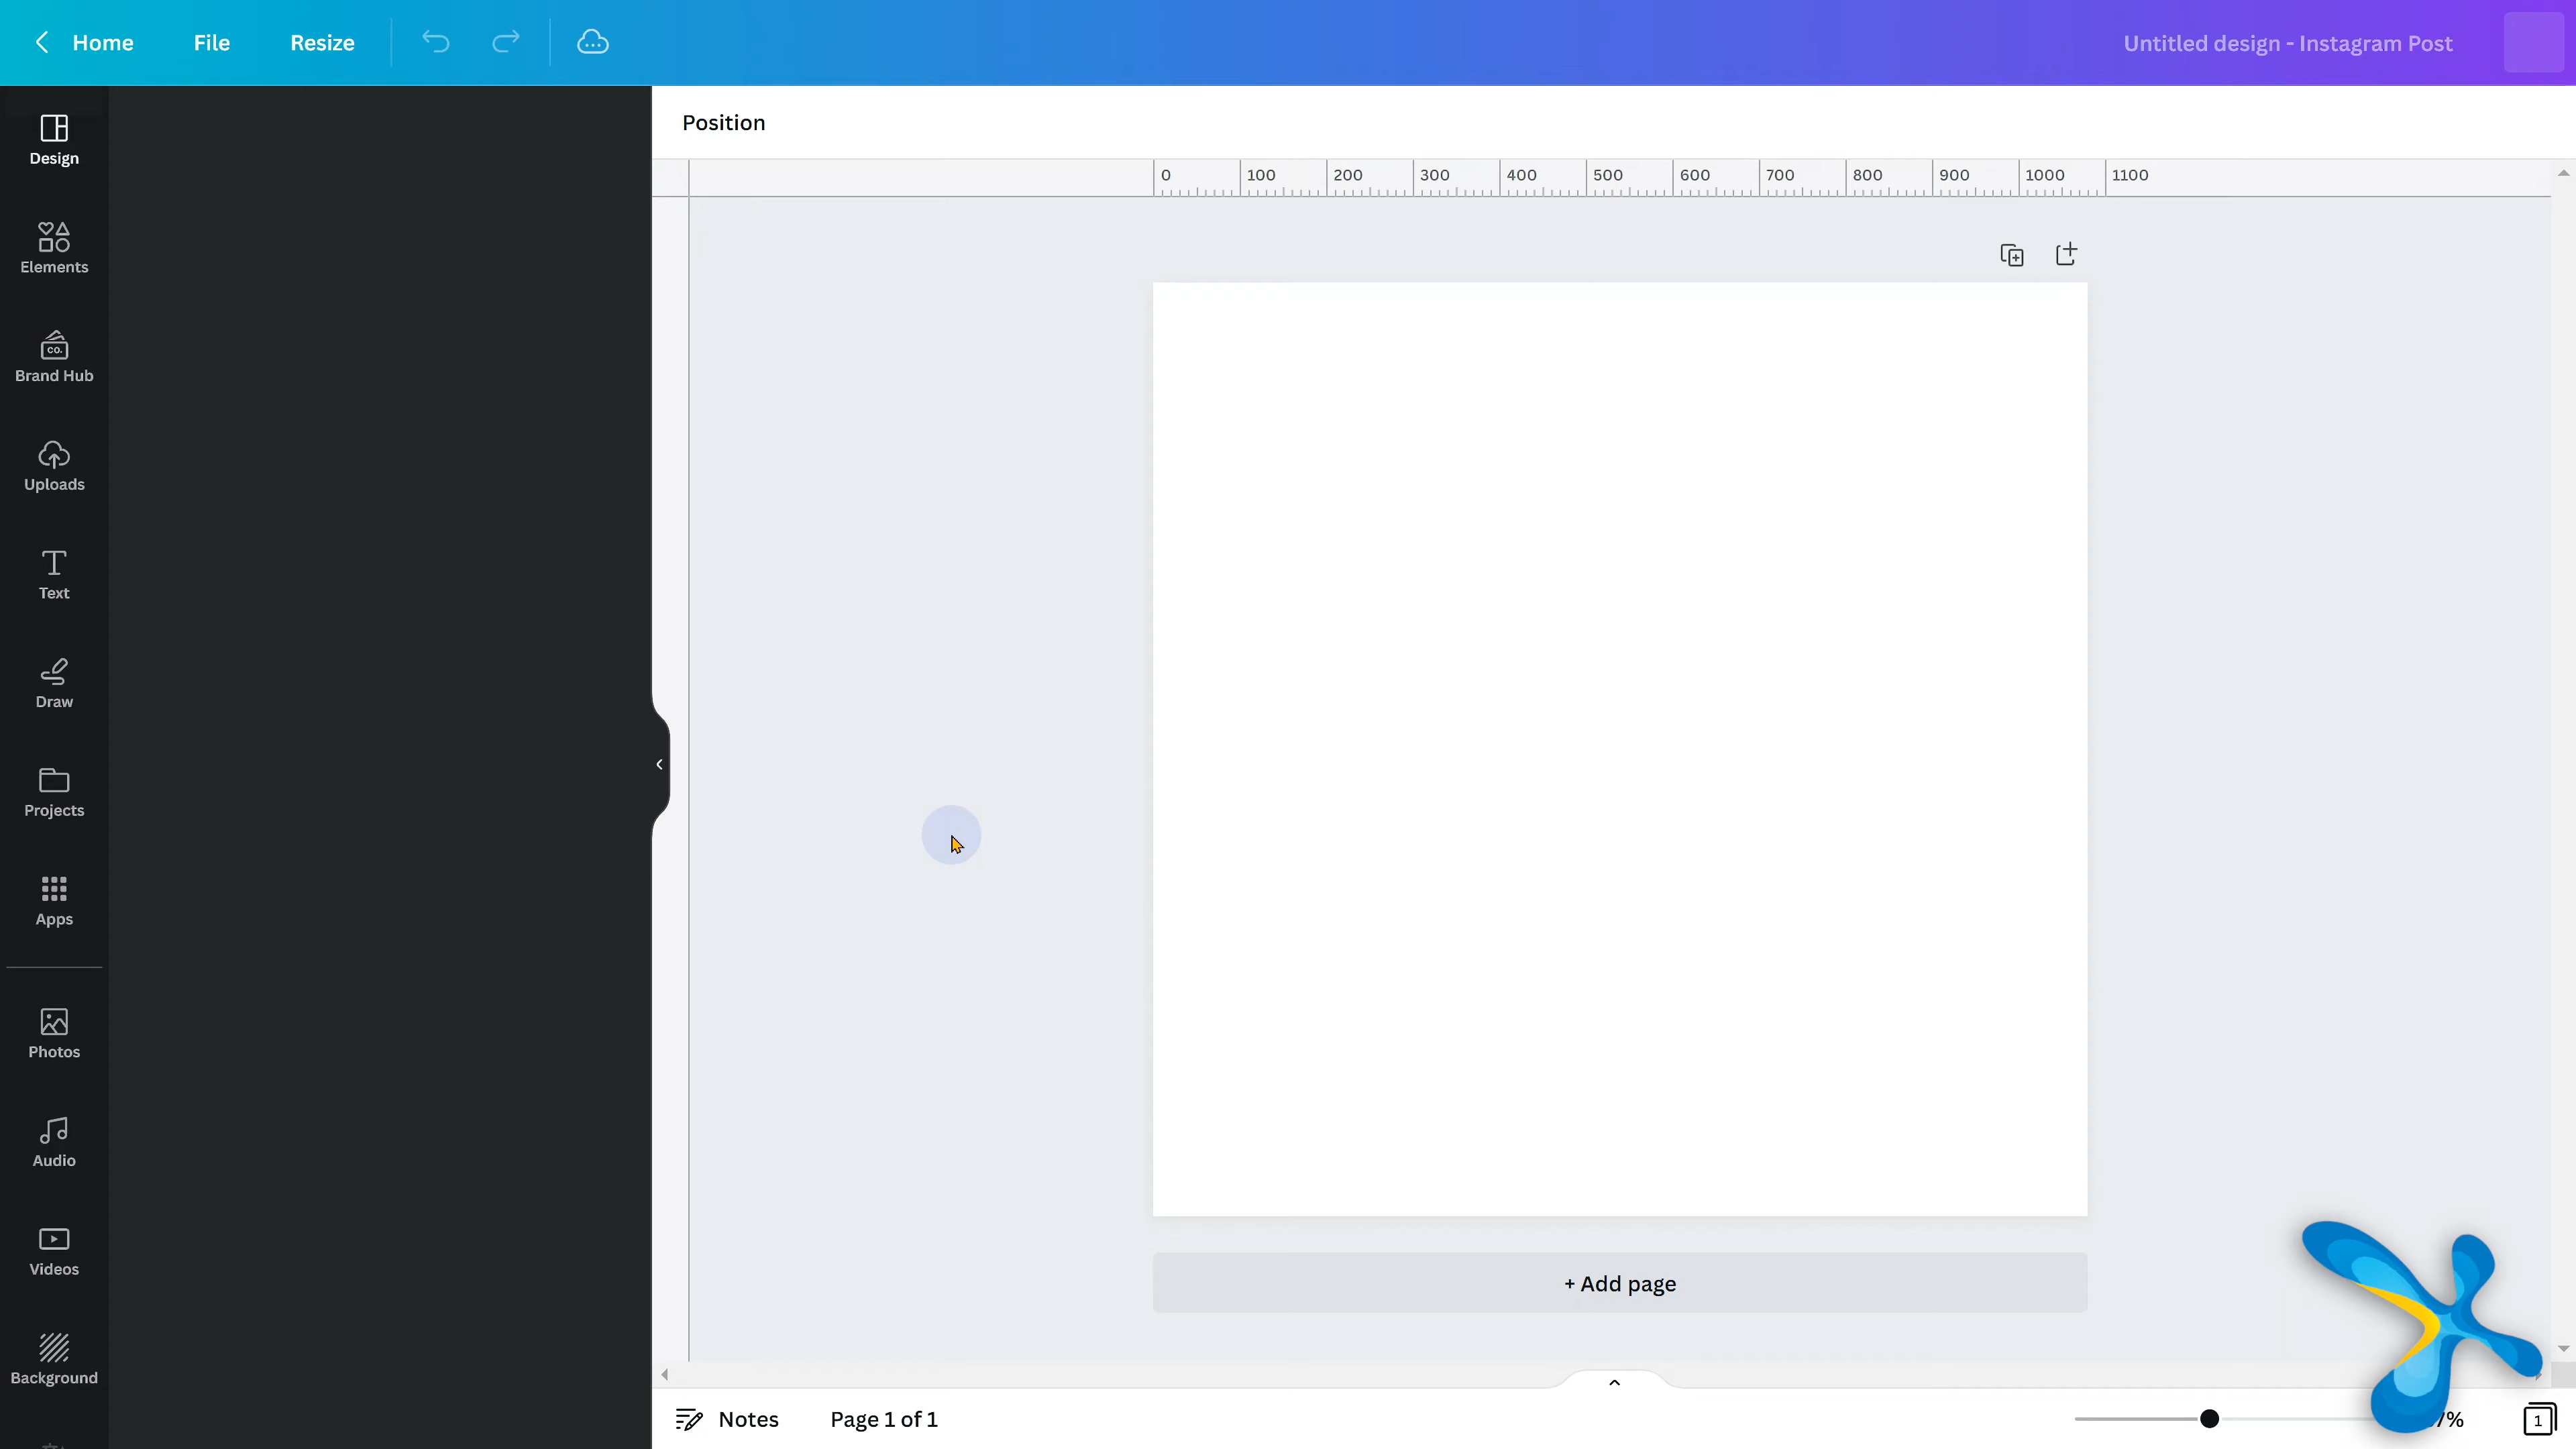 Home File Resize Untitled design - Instagram Post
Design
Elements
CO.
Brand Hub
Uploads
Text
Draw
Projects
Apps
Photos
Audio
Videos
Background
Position
0 100 200 300 400 500 600 700 800 900 1000 1100
+ Add page
Notes Page 1 of 1 1